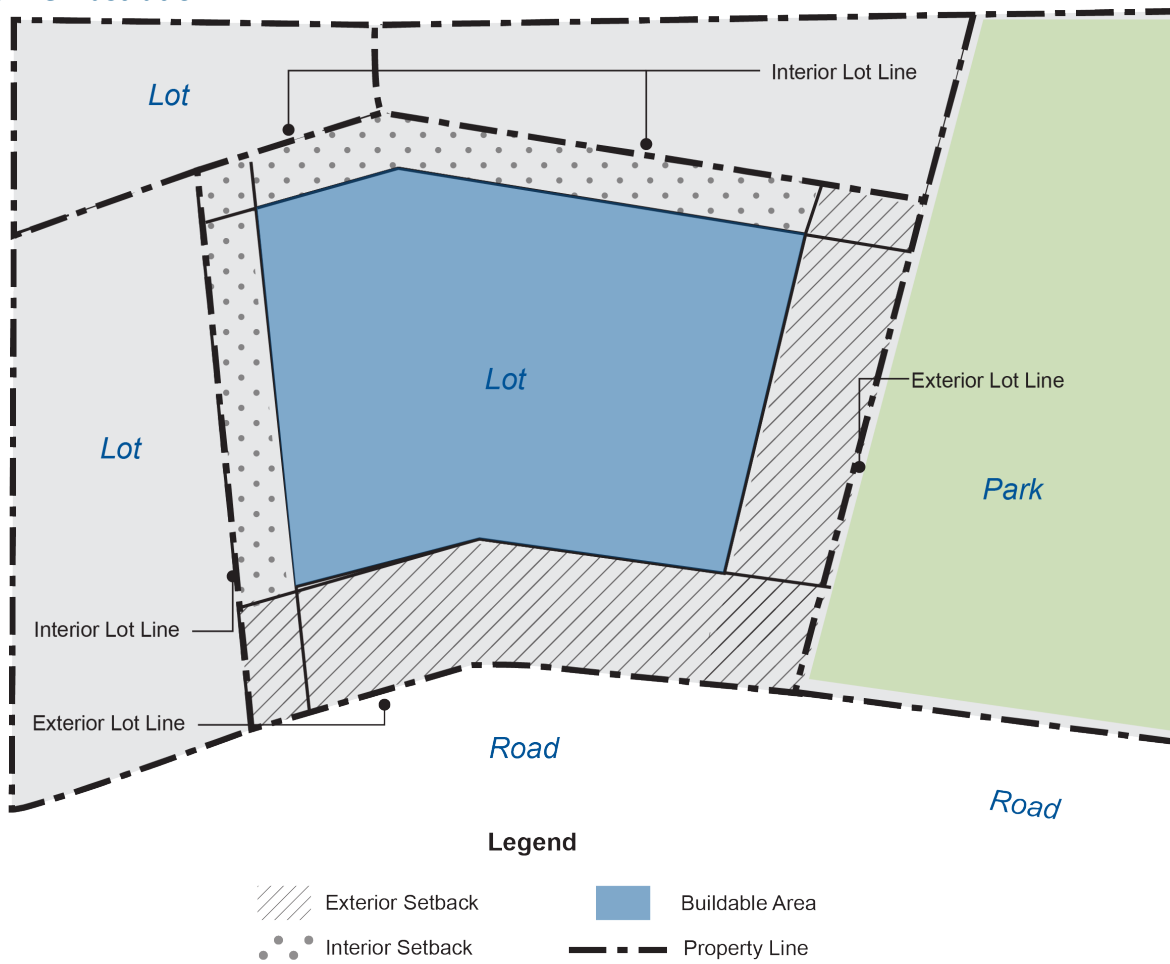 Interior Lot Line
Lot
Lot
Exterior Lot Line
Lot
Park
Interior Lot Line
Exterior Lot Line
Road
Road
Legend
Exterior Setback
Buildable Area
Interior Setback
Property Line